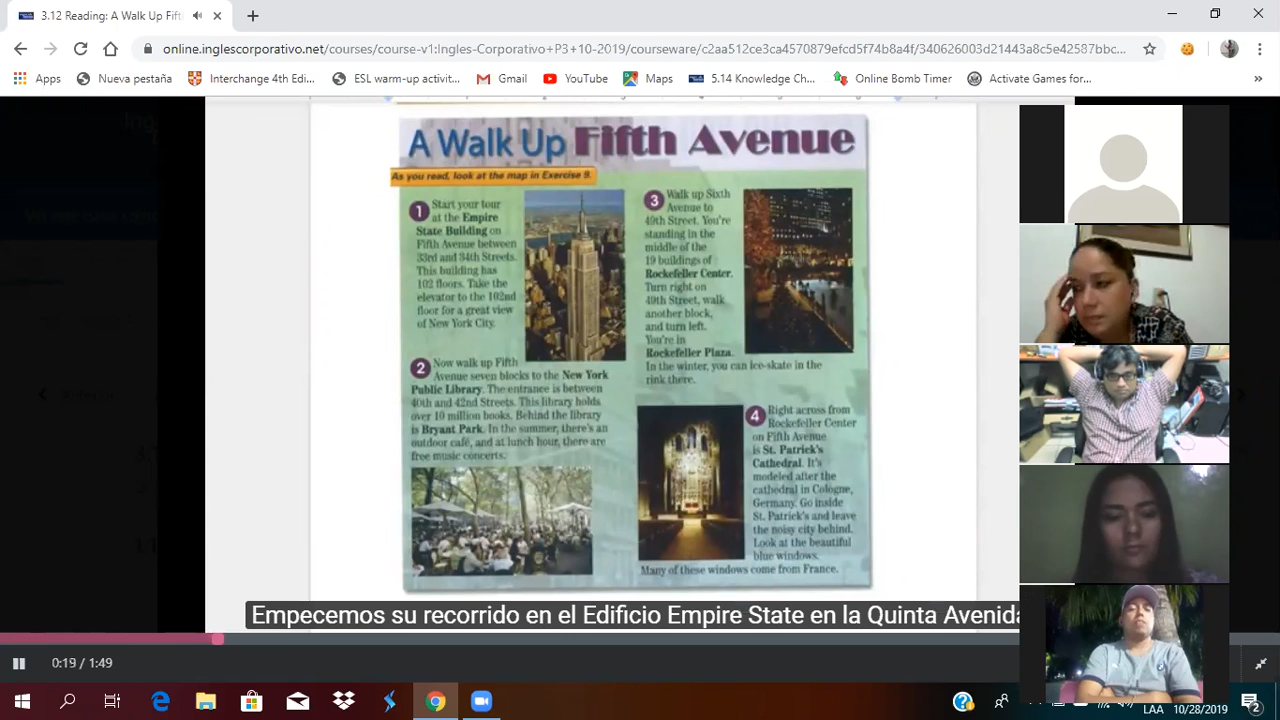 3.12 Reading: A Walk Up Fift
online.inglescorporativo.net/courses/course-v1:Ingles-Corporativo+P3+10-2019/courseware/c2aa512ce3ca4570879efcd5f74b8a4f/340626003d21443a8c5e42587bbc...
Apps
Nueva pestaña
Interchange 4th Edi...
ESL warm-up activit...
Gmail
YouTube
Maps
5.14 Knowledge Ch...
Online Bomb Timer
Activate Games for...
»
A Walk Up Fifth Avenue
As you read, look at the map in Exercise 9.
1 Start your tour
at the Empire
State Building on
Fifth Avenue between
33rd and 34th Streets.
This building has
102 floors. Take the
elevator to the 102nd
floor for a great view
of New York City.
2 Now walk up Fifth
Avenue seven blocks to the New York
Public Library. The entrance is between
40th and 42nd Streets. This library holds
over 10 million books. Behind the library
is Bryant Park. In the summer, there's an
outdoor café, and at lunch hour, there are
free music concerts.
3 Walk up Sixth
Avenue to
49th Street. You're
standing in the
middle of the
19 buildings of
Rockefeller Center.
Turn right on
49th Street, walk
another block,
and turn left.
You're in
Rockefeller Plaza.
In the winter, you can ice-skate in the
rink there.
4 Right across from
Rockefeller Center
on Fifth Avenue
is St. Patrick's
Cathedral. It's
modeled after the
cathedral in Cologne,
Germany. Go inside
St. Patrick's and leave
the noisy city behind.
Look at the beautiful
blue windows.
Many of these windows come from France.
Empecemos su recorrido en el Edificio Empire State en la Quinta Avenida
0:19 / 1:49
LAA
10/28/2019
2